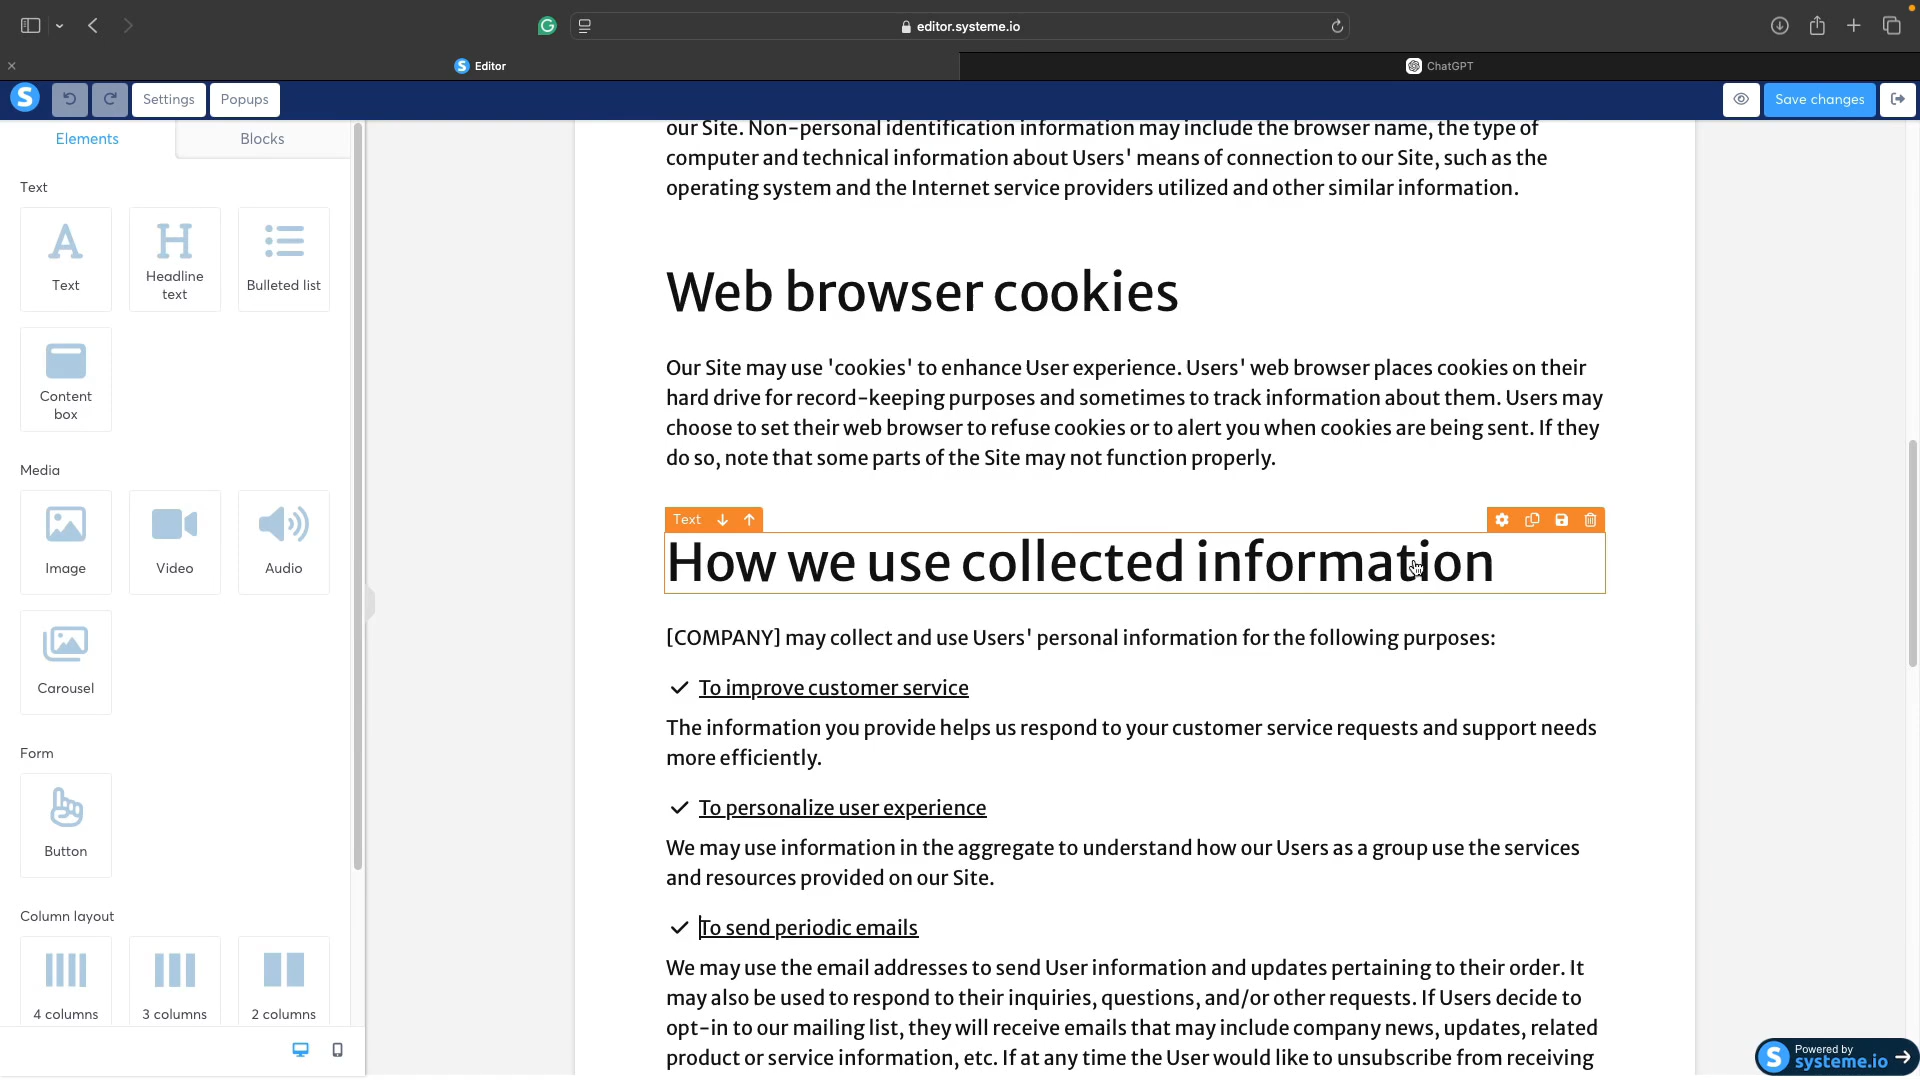 editor.systeme.io
Editor
ChatGPT
Settings
Popups
Save changes
Elements
Blocks
Text
Text
Headline
text
Bulleted list
Content
box
Media
Image
Video
Audio
Carousel
Form
Button
Column layout
4 columns
3 columns
2 columns
our Site. Non-personal identification information may include the browser name, the type of
computer and technical information about Users' means of connection to our Site, such as the
operating system and the Internet service providers utilized and other similar information.
Web browser cookies
Our Site may use 'cookies' to enhance User experience. Users' web browser places cookies on their
hard drive for record-keeping purposes and sometimes to track information about them. Users may
choose to set their web browser to refuse cookies or to alert you when cookies are being sent. If they
do so, note that some parts of the Site may not function properly.
Text
How we use collected information
[COMPANY] may collect and use Users' personal information for the following purposes:
To improve customer service
The information you provide helps us respond to your customer service requests and support needs
more efficiently.
To personalize user experience
We may use information in the aggregate to understand how our Users as a group use the services
and resources provided on our Site.
To send periodic emails
We may use the email addresses to send User information and updates pertaining to their order. It
may also be used to respond to their inquiries, questions, and/or other requests. If Users decide to
opt-in to our mailing list, they will receive emails that may include company news, updates, related
product or service information, etc. If at any time the User would like to unsubscribe from receiving
Powered by
systeme.io